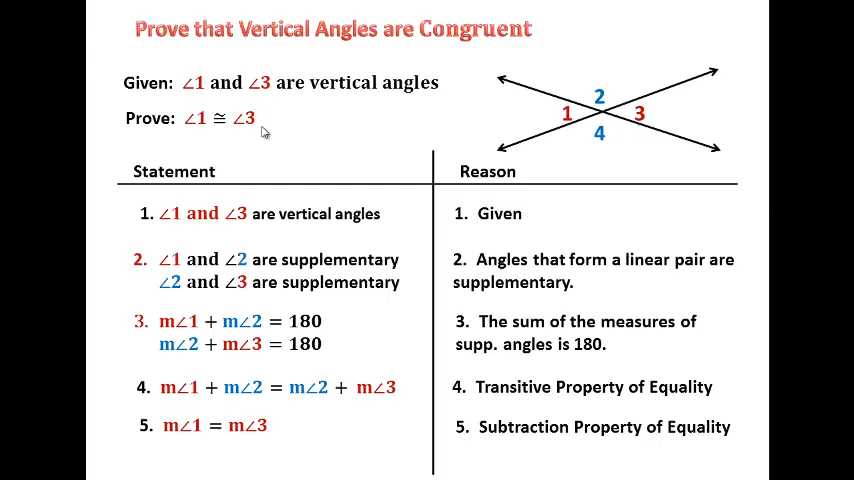 Prove that Vertical Angles are Congruent
Given: ∠1 and ∠3 are vertical angles
Prove: ∠1 ≅ ∠3
2
1 3
4
Statement Reason
1. ∠1 and ∠3 are vertical angles 1. Given
2. ∠1 and ∠2 are supplementary 2. Angles that form a linear pair are
∠2 and ∠3 are supplementary supplementary.
3. m∠1 + m∠2 = 180 3. The sum of the measures of
m∠2 + m∠3 = 180 supp. angles is 180.
4. m∠1 + m∠2 = m∠2 + m∠3 4. Transitive Property of Equality
5. m∠1 = m∠3 5. Subtraction Property of Equality